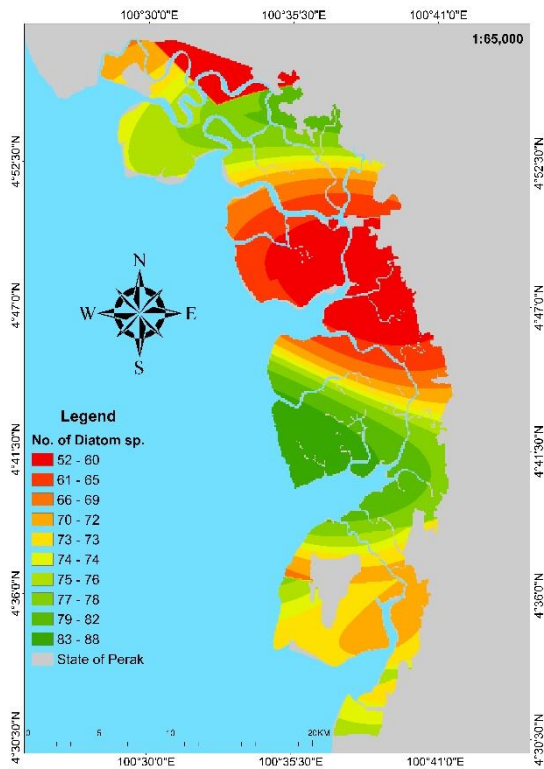 100°30'0"E 100°35'30"E 100°41'0"E
1:65,000
4°52'30"N 4°52'30"N
N
W E
S
4°47'0"N 4°47'0"N
Legend
No. of Diatom sp.
52 - 60
61 - 65
66 - 69
70 - 72
73 - 73
74 - 74
75 - 76
77 - 78
79 - 82
83 - 88
State of Perak
4°41'30"N 4°41'30"N
4°36'0"N 4°36'0"N
0 5 10 20KM
4°30'30"N 4°30'30"N
100°30'0"E 100°35'30"E 100°41'0"E